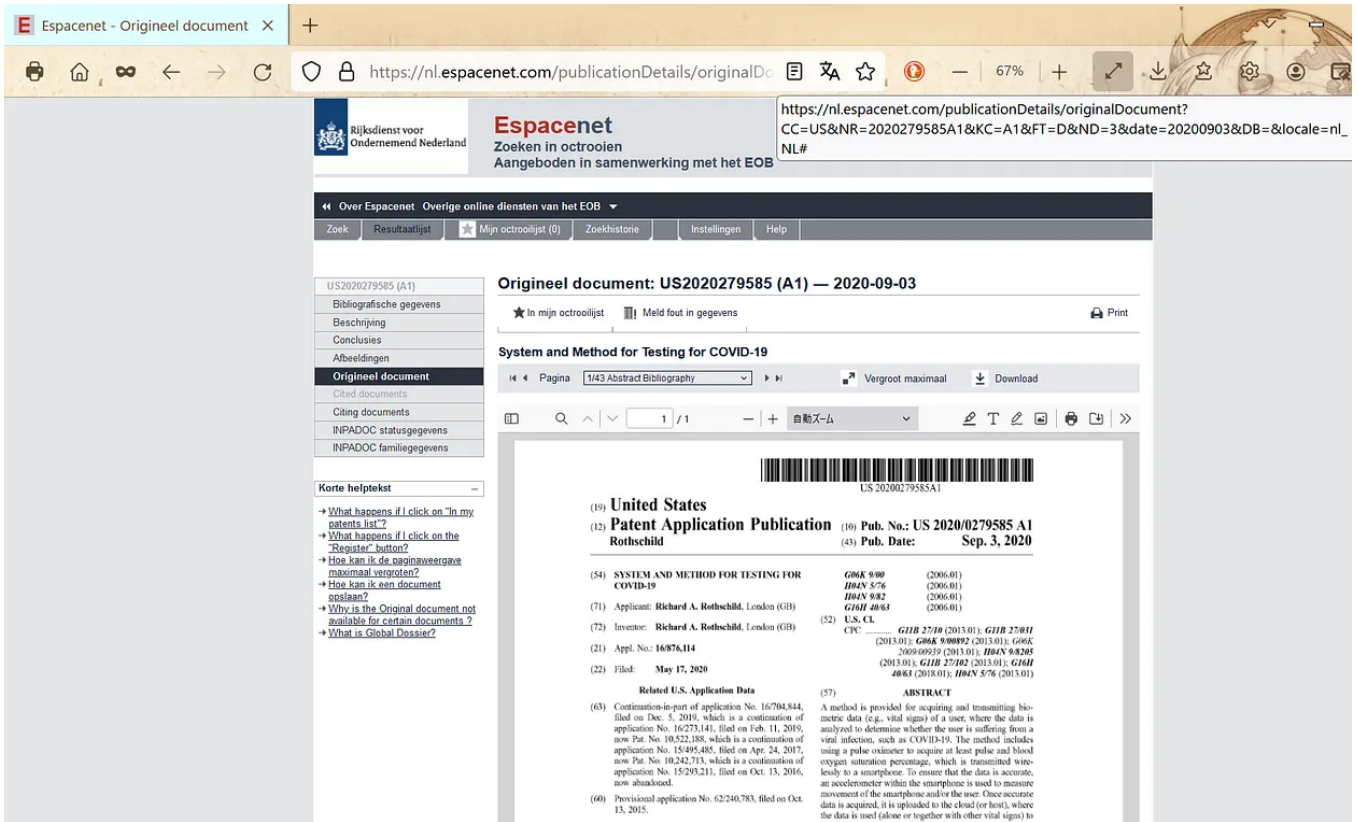 E Espacenet - Origineel document × +
https://nl.espacenet.com/publicationDetails/originalDo
67%
https://nl.espacenet.com/publicationDetails/originalDocument?
CC=US&NR=2020279585A1&KC=A1&FT=D&ND=3&date=20200903&DB=&locale=nl_
NL#
Rijksdienst voor
Ondernemend Nederland
Espacenet
Zoeken in octrooien
Aangeboden in samenwerking met het EOB
Over Espacenet Overige online diensten van het EOB
Zoek Resultaatlijst Mijn octrooilijst (0) Zoekhistorie Instellingen Help
US2020279585 (A1)
Bibliografische gegevens
Beschrijving
Conclusies
Afbeeldingen
Origineel document
Cited documents
Citing documents
INPADOC statusgegevens
INPADOC familiegegevens
Korte helptekst
What happens if I click on "In my
patents list"?
What happens if I click on the
"Register" button?
Hoe kan ik de paginaweergave
maximaal vergroten?
Hoe kan ik een document
opslaan?
Why is the Original document not
available for certain documents ?
What is Global Dossier?
Origineel document: US2020279585 (A1) — 2020-09-03
In mijn octrooilijst Meld fout in gegevens Print
System and Method for Testing for COVID-19
Pagina 1/43 Abstract Bibliography Vergroot maximaal Download
1 / 1 自動ズーム
US 20200279585A1
(19) United States
(12) Patent Application Publication
Rothschild
(10) Pub. No.: US 2020/0279585 A1
(43) Pub. Date: Sep. 3, 2020
(54) SYSTEM AND METHOD FOR TESTING FOR
COVID-19
(71) Applicant: Richard A. Rothschild, London (GB)
(72) Inventor: Richard A. Rothschild, London (GB)
(21) Appl. No.: 16/876,114
(22) Filed: May 17, 2020
Related U.S. Application Data
(63) Continuation-in-part of application No. 16/704,844,
filed on Dec. 5, 2019, which is a continuation of
application No. 16/273,141, filed on Feb. 11, 2019,
now Pat. No. 10,522,188, which is a continuation of
application No. 15/495,485, filed on Apr. 24, 2017,
now Pat. No. 10,242,713, which is a continuation of
application No. 15/293,211, filed on Oct. 13, 2016,
now abandoned.
(60) Provisional application No. 62/240,783, filed on Oct.
13, 2015.
G06K 9/00 (2006.01)
H04N 5/76 (2006.01)
H04N 9/82 (2006.01)
G16H 40/63 (2006.01)
(52) U.S. Cl.
CPC .......... G11B 27/10 (2013.01); G11B 27/031
(2013.01); G06K 9/00892 (2013.01); G06K
2009/00939 (2013.01); H04N 9/8205
(2013.01); G11B 27/102 (2013.01); G16H
40/63 (2018.01); H04N 5/76 (2013.01)
(57) ABSTRACT
A method is provided for acquiring and transmitting bio-
metric data (e.g., vital signs) of a user, where the data is
analyzed to determine whether the user is suffering from a
viral infection, such as COVID-19. The method includes
using a pulse oximeter to acquire at least pulse and blood
oxygen saturation percentage, which is transmitted wire-
lessly to a smartphone. To ensure that the data is accurate,
an accelerometer within the smartphone is used to measure
movement of the smartphone and/or the user. Once accurate
data is acquired, it is uploaded to the cloud (or host), where
the data is used (alone or together with other vital signs) to